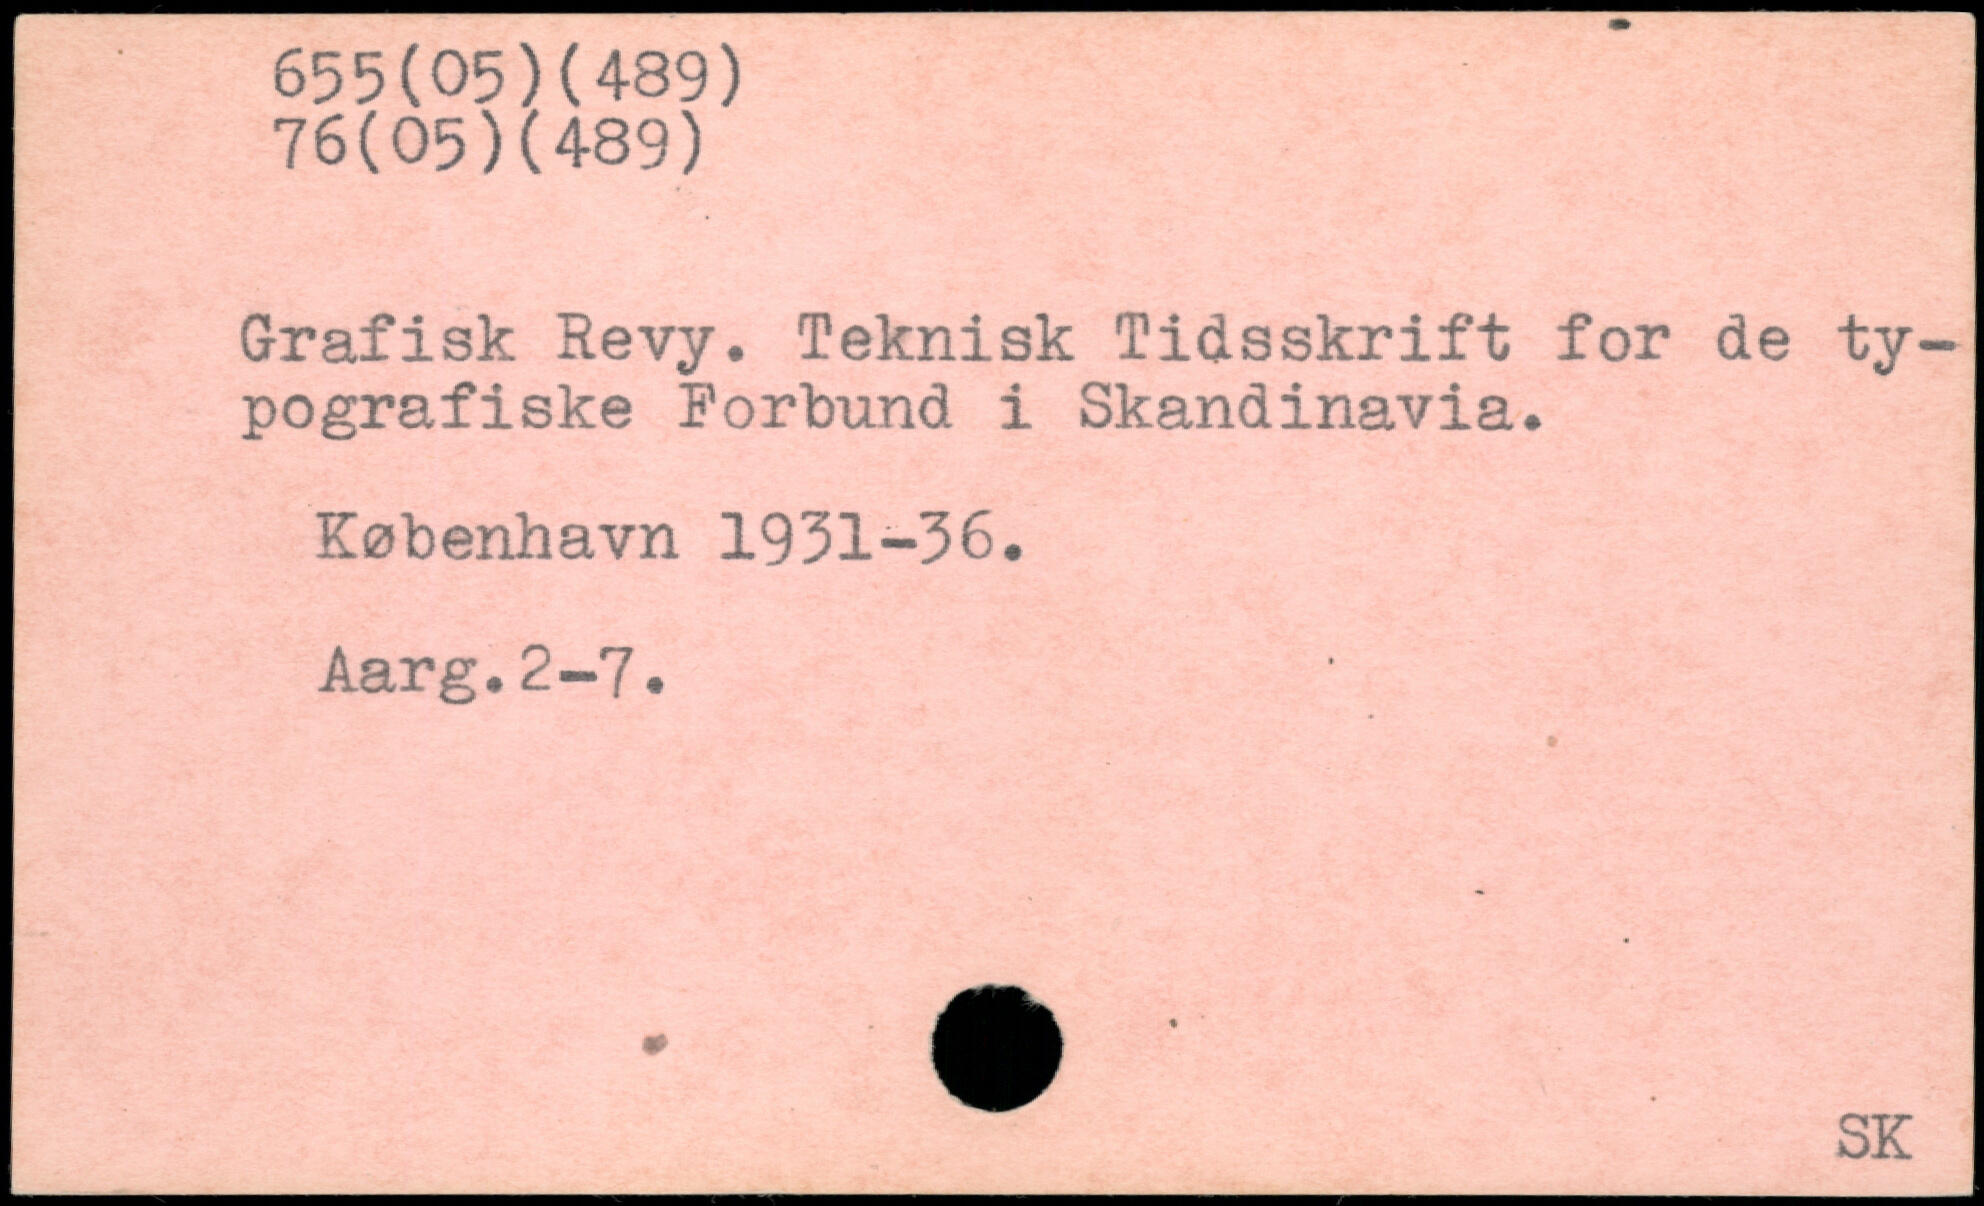 655(05)(489)
76(05)(489)
Grafisk Revy. Teknisk Tidsskrift for de ty-
pografiske Forbund i Skandinavia.
København 1931-36.
Aarg.2-7.
SK